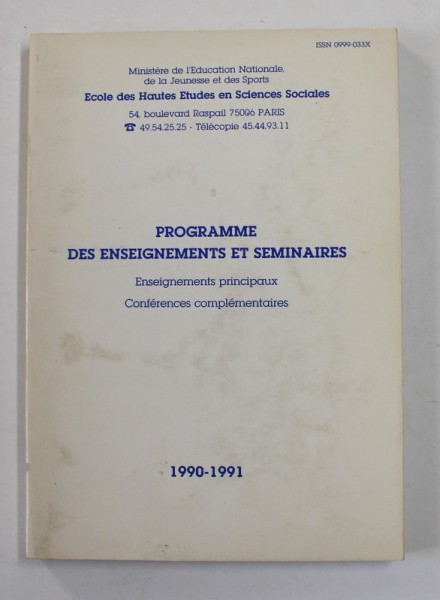 ISSN 0999-033X
Ministère de l'Education Nationale,
de la Jeunesse et des Sports
Ecole des Hautes Etudes en Sciences Sociales
54, boulevard Raspail 75006 PARIS
☎ 49.54.25.25 - Télécopie 45.44.93.11
PROGRAMME
DES ENSEIGNEMENTS ET SEMINAIRES
Enseignements principaux
Conférences complémentaires
1990-1991